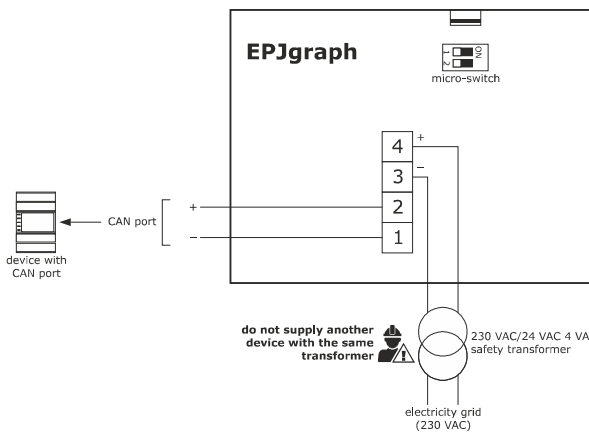 EPJgraph
ON
1
2
micro-switch
4 +
3 –
+ 2
– 1
CAN port
device with
CAN port
do not supply another
device with the same
transformer
!
230 VAC/24 VAC 4 VA
safety transformer
electricity grid
(230 VAC)